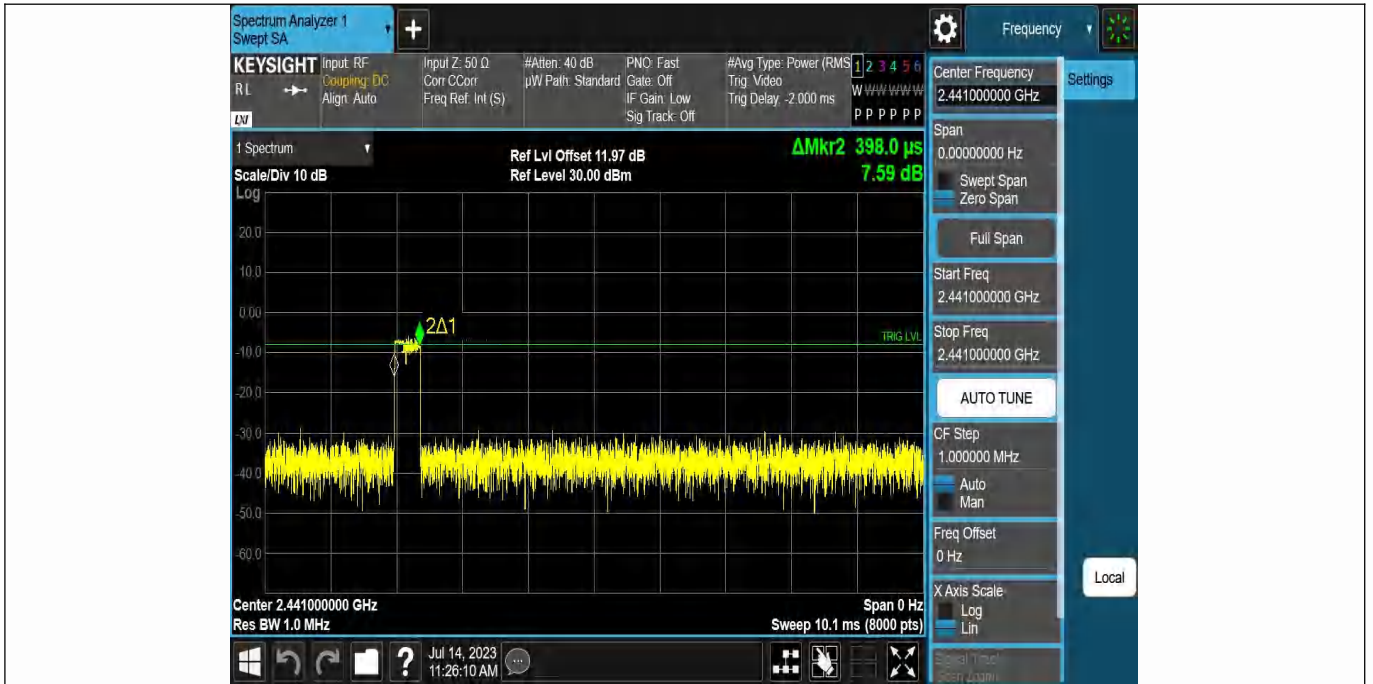 Spectrum Analyzer 1
Swept SA
+
Frequency
KEYSIGHT
Input: RF
Coupling: DC
Align: Auto
Input Z: 50 Ω
Corr CCorr
Freq Ref: Int (S)
#Atten: 40 dB
µW Path: Standard
PNO: Fast
Gate: Off
IF Gain: Low
Sig Track: Off
#Avg Type: Power (RMS
Trig: Video
Trig Delay: -2.000 ms
1 2 3 4 5 6
W W W W W W
P P P P P P
R L
LXI
1 Spectrum
Scale/Div 10 dB
Log
Ref Lvl Offset 11.97 dB
Ref Level 30.00 dBm
ΔMkr2 398.0 µs
7.59 dB
20.0
10.0
0.00
-10.0
-20.0
-30.0
-40.0
-50.0
-60.0
2Δ1
TRIG LVL
Center 2.441000000 GHz
Res BW 1.0 MHz
Span 0 Hz
Sweep 10.1 ms (8000 pts)
Center Frequency
2.441000000 GHz
Settings
Span
0.00000000 Hz
Swept Span
Zero Span
Full Span
Start Freq
2.441000000 GHz
Stop Freq
2.441000000 GHz
AUTO TUNE
CF Step
1.000000 MHz
Auto
Man
Freq Offset
0 Hz
X Axis Scale
Log
Lin
Local
Signal Track
?
Jul 14, 2023
11:26:10 AM